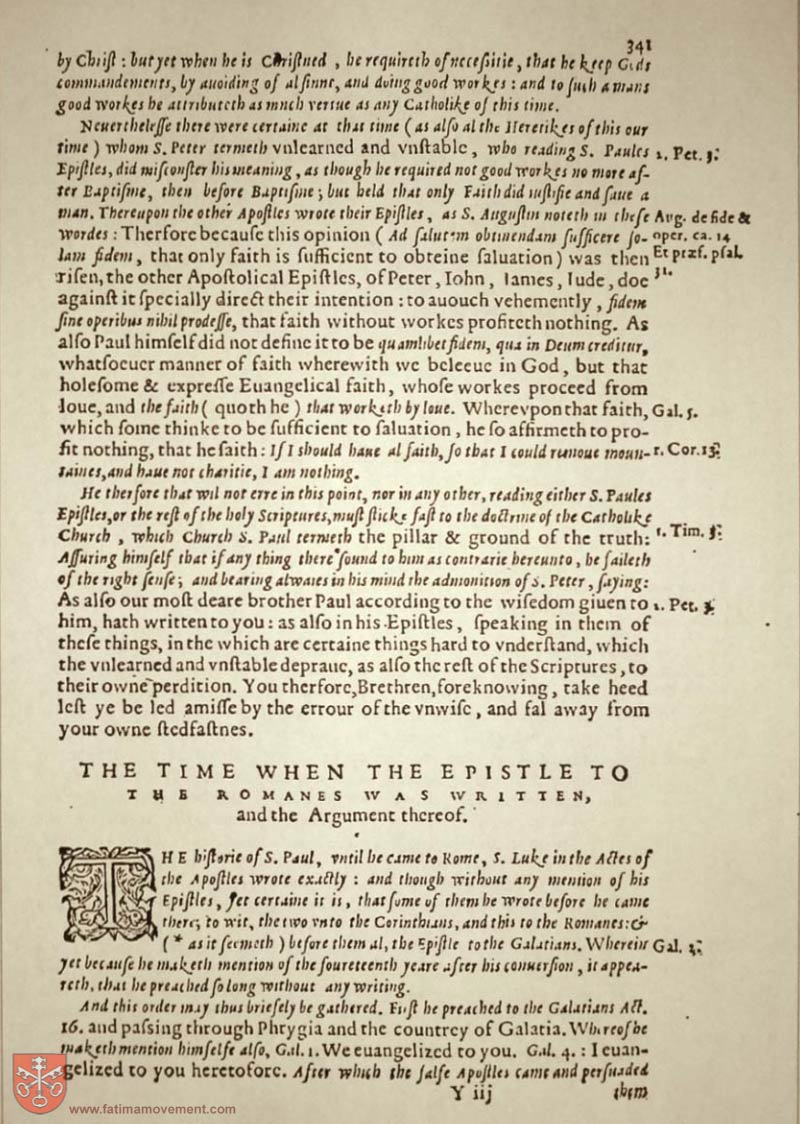 341
by Chriſt : but yet when he is Chriſtned , he requireth of neceſſitie, that he keep Gods
commandements, by auoiding of al ſinne, and doing good workes : and to ſuch a mans
good workes he attributeth as much vertue as any Catholike of this time.
Neuertheleſſe there were certaine at that time ( as alſo al the Heretikes of this our
time ) whom S. Peter termeth vnlearned and vnſtable, who reading S. Paules 2. Pet. 3.
Epiſtles, did miſconſter his meaning, as though he required not good workes no more af-
ter Baptiſme, then before Baptiſme ; but held that only Faith did iuſtifie and ſaue a
man. Thereupon the other Apoſtles wrote their Epiſtles, as S. Auguſtin noteth in theſe Aug. de fide &
wordes : Therfore becauſe this opinion ( Ad ſalutem obtinendam ſufficere ſo- oper. ca. 14
lam fidem, that only faith is ſufficient to obteine ſaluation) was then Et præf. pſal.
riſen, the other Apoſtolical Epiſtles, of Peter, Iohn, Iames, Iude, doe 31.
againſt it ſpecially direct their intention : to auouch vehemently , fidem
ſine operibus nihil prodeſſe, that faith without workes profiteth nothing. As
alſo Paul himſelf did not define it to be quamlibet fidem, qua in Deum creditur,
whatſoeuer manner of faith wherewith we beleeue in God, but that
holeſome & expreſſe Euangelical faith, whoſe workes proceed from
loue, and the faith ( quoth he ) that worketh by loue. Wherevpon that faith, Gal. 5.
which ſome thinke to be ſufficient to ſaluation , he ſo affirmeth to pro-
fit nothing, that he ſaith : If I should haue al faith, ſo that I could remoue moun- 1. Cor. 13.
taines, and haue not charitie, I am nothing.
He therfore that wil not erre in this point, nor in any other, reading either S. Paules
Epiſtles, or the reſt of the holy Scriptures, muſt ſticke faſt to the doctrine of the Catholike
Church , which Church S. Paul termeth the pillar & ground of the truth: 1. Tim. 3.
Aſſuring himſelf that if any thing there ſound to him as contrarie hereunto, he faileth
of the right ſenſe; and bearing alwaies in his mind the admonition of S. Peter, ſaying:
As alſo our moſt deare brother Paul according to the wiſedom giuen to 2. Pet. 3.
him, hath written to you : as alſo in his Epiſtles, ſpeaking in them of
theſe things, in the which are certaine things hard to vnderſtand, which
the vnlearned and vnſtable depraue, as alſo the reſt of the Scriptures, to
their owne perdition. You therfore, Brethren, foreknowing , take heed
leſt ye be led amiſſe by the errour of the vnwiſe, and fal away from
your owne ſtedfaſtnes.
THE TIME WHEN THE EPISTLE TO
THE ROMANES WAS WRITTEN,
and the Argument thereof.
THE hiſtorie of S. Paul, vntil he came to Rome, S. Luke in the Actes of
the Apoſtles wrote exactly : and though without any mention of his
Epiſtles, yet certaine it is, that ſome of them he wrote before he came
there; to wit, the two vnto the Corinthians, and this to the Romanes: &
(* as it ſeemeth ) before them al, the Epiſtle to the Galatians. Wherein Gal. 2.
yet becauſe he maketh mention of the foureteenth yeare after his conuerſion, it appea-
reth, that he preached ſo long without any writing.
And this order may thus briefely be gathered. Firſt he preached to the Galatians Act.
16. and paſſing through Phrygia and the countrey of Galatia. Whereof he
maketh mention himſelfe alſo, Gal. 1. We euangelized to you. Gal. 4. : I euan-
gelized to you heretofore. After which the falſe Apoſtles came and perſuaded
Y iij them
www.fatimamovement.com